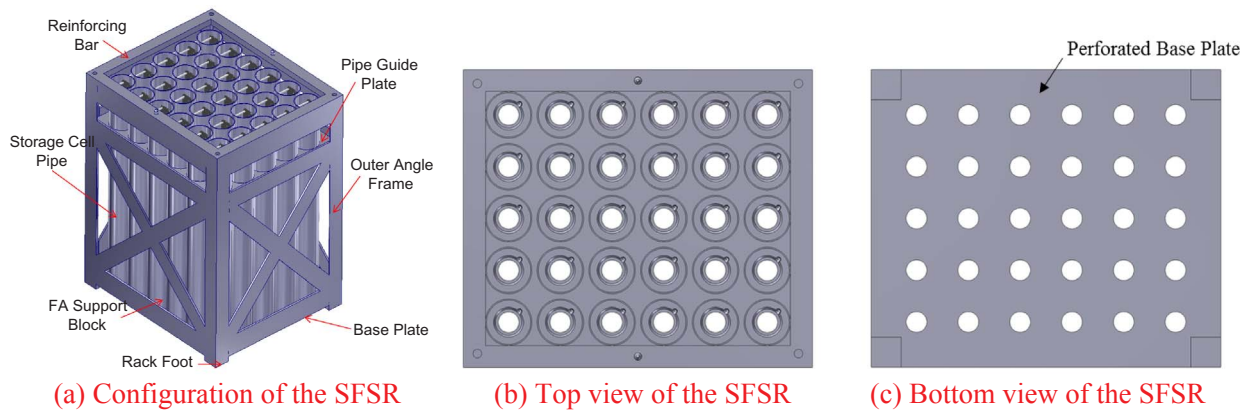 Reinforcing
Bar
Pipe Guide
Plate
Storage Cell
Pipe
Outer Angle
Frame
FA Support
Block
Base Plate
Rack Foot
Perforated Base Plate
(a) Configuration of the SFSR
(b) Top view of the SFSR
(c) Bottom view of the SFSR